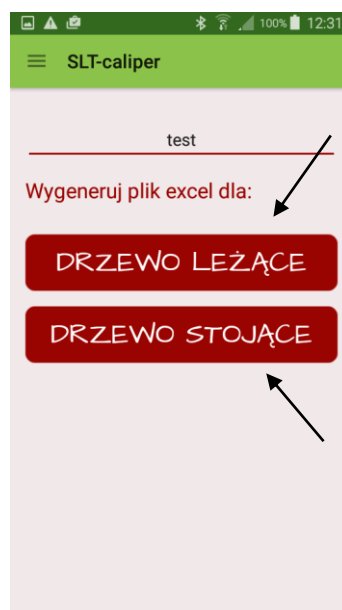 100% 12:31
SLT-caliper
test
Wygeneruj plik excel dla:
DRZEWO LEŻĄCE
DRZEWO STOJĄCE